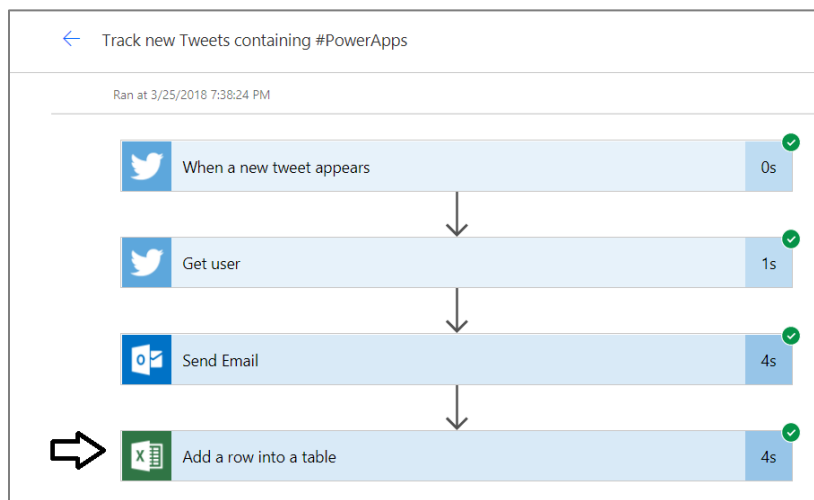 Track new Tweets containing #PowerApps
Ran at 3/25/2018 7:38:24 PM
When a new tweet appears 0s
Get user 1s
Send Email 4s
Add a row into a table 4s